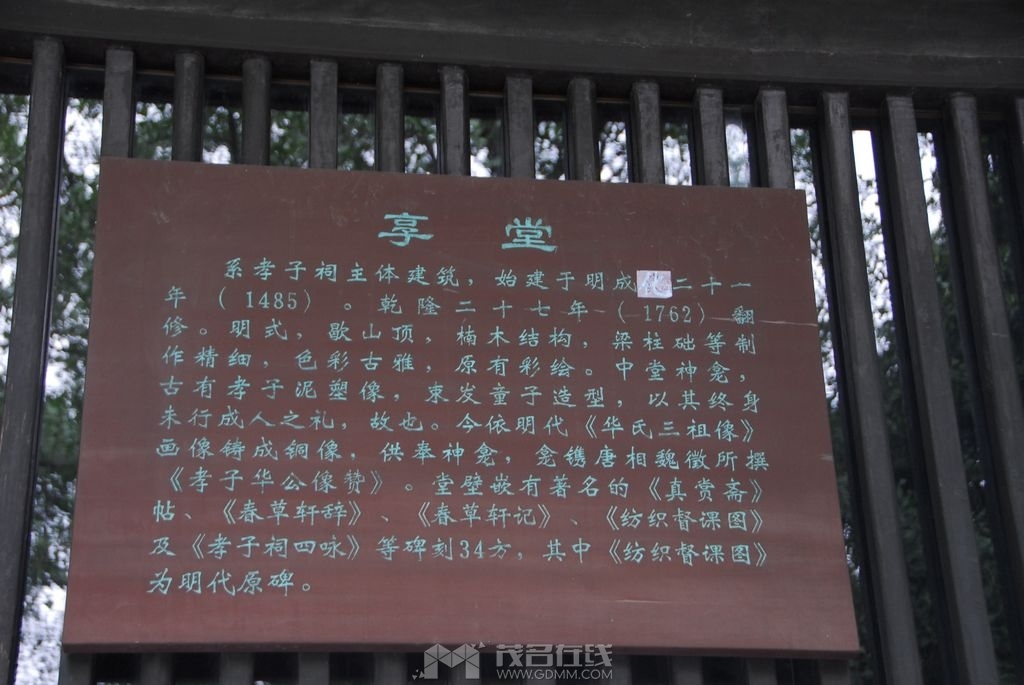 享堂
系孝子祠主体建筑，始建于明成化二十一
年（1485）。乾隆二十七年（1762）翻
修。明式，歇山顶，楠木结构，梁柱础等制
作精细，色彩古雅，原有彩绘。中堂神龛，
古有孝子泥塑像，束发童子造型，以其终身
未行成人之礼，故也。今依明代《华氏三祖像》
画像铸成铜像，供奉神龛，龛镌唐相魏徵所撰
《孝子华公像赞》。堂壁嵌有著名的《真赏斋》
帖、《春草轩辞》、《春草轩记》、《纺织督课图》
及《孝子祠四咏》等碑刻34方，其中《纺织督课图》
为明代原碑。
茂名在线
WWW.GDMM.COM